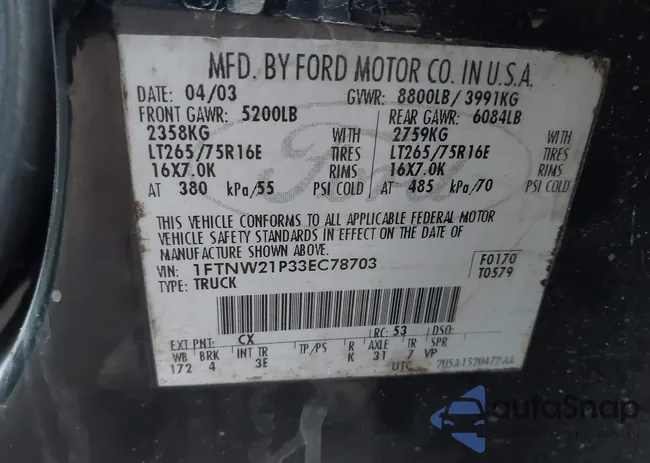 MFD. BY FORD MOTOR CO. IN U.S.A.
DATE: 04/03 GVWR: 8800LB/ 3991KG
FRONT GAWR: 5200LB REAR GAWR: 6084LB
2358KG WITH 2759KG WITH
LT265/75R16E TIRES LT265/75R16E TIRES
16X7.0K RIMS 16X7.0K RIMS
AT 380 kPa/55 PSI COLD AT 485 kPa/70 PSI COLD
Ford
THIS VEHICLE CONFORMS TO ALL APPLICABLE FEDERAL MOTOR
VEHICLE SAFETY STANDARDS IN EFFECT ON THE DATE OF
MANUFACTURE SHOWN ABOVE.
VIN: 1FTNW21P33EC78703 F0170
TYPE: TRUCK T0579
EXT PNT: CX RC: 53 DSO:
WB BRK INT TR TP/PS R AXLE TR SPR
172 4 3E K 31 7 VP
UTC
autoSnap